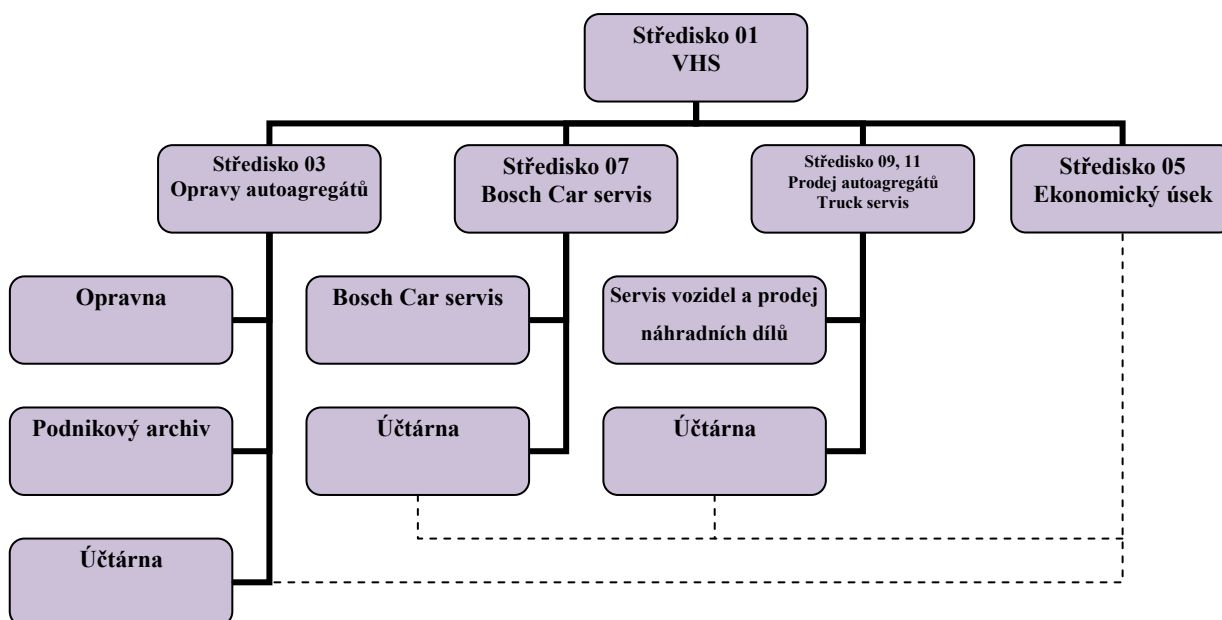 Středisko 01
VHS
Středisko 03
Opravy autoagregátů
Středisko 07
Bosch Car servis
Středisko 09, 11
Prodej autoagregátů
Truck servis
Středisko 05
Ekonomický úsek
Opravna
Bosch Car servis
Servis vozidel a prodej
náhradních dílů
Podnikový archiv
Účtárna
Účtárna
Účtárna